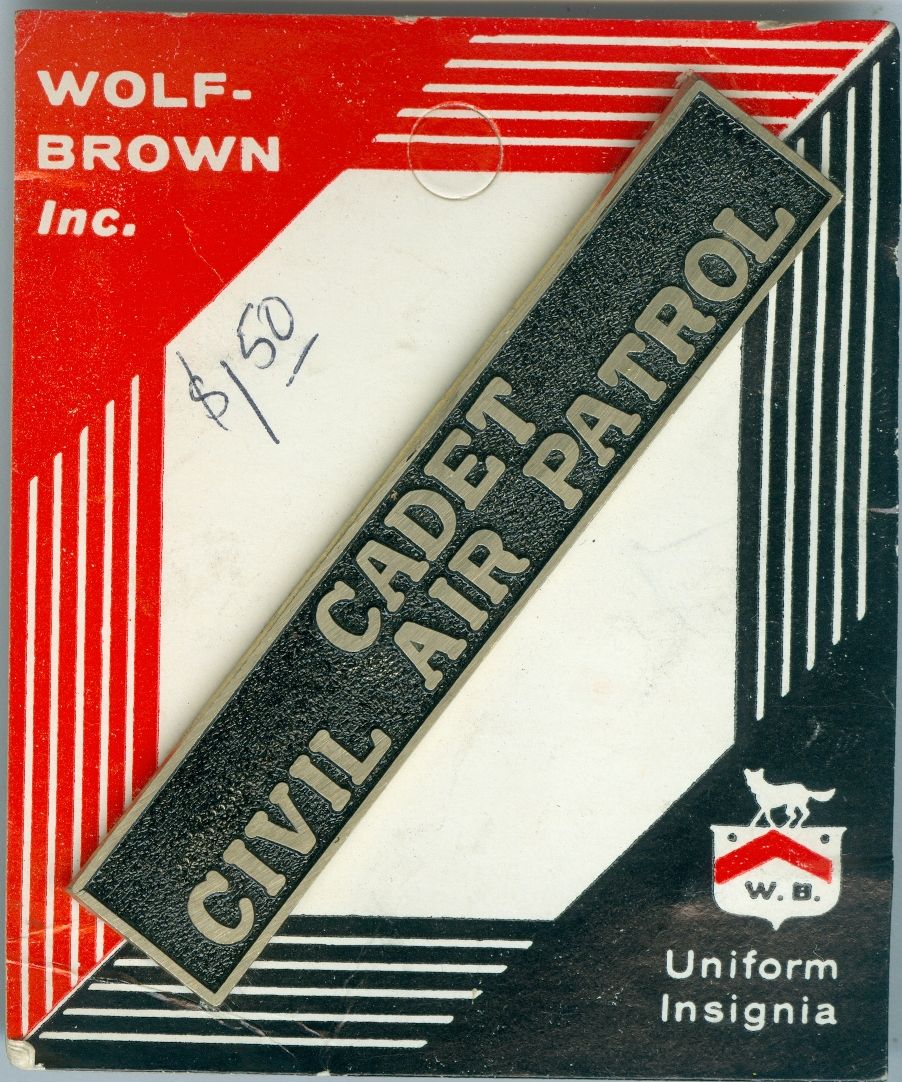 WOLF-
BROWN
Inc.
$1.50
CADET
CIVIL AIR PATROL
W. B.
Uniform
Insignia